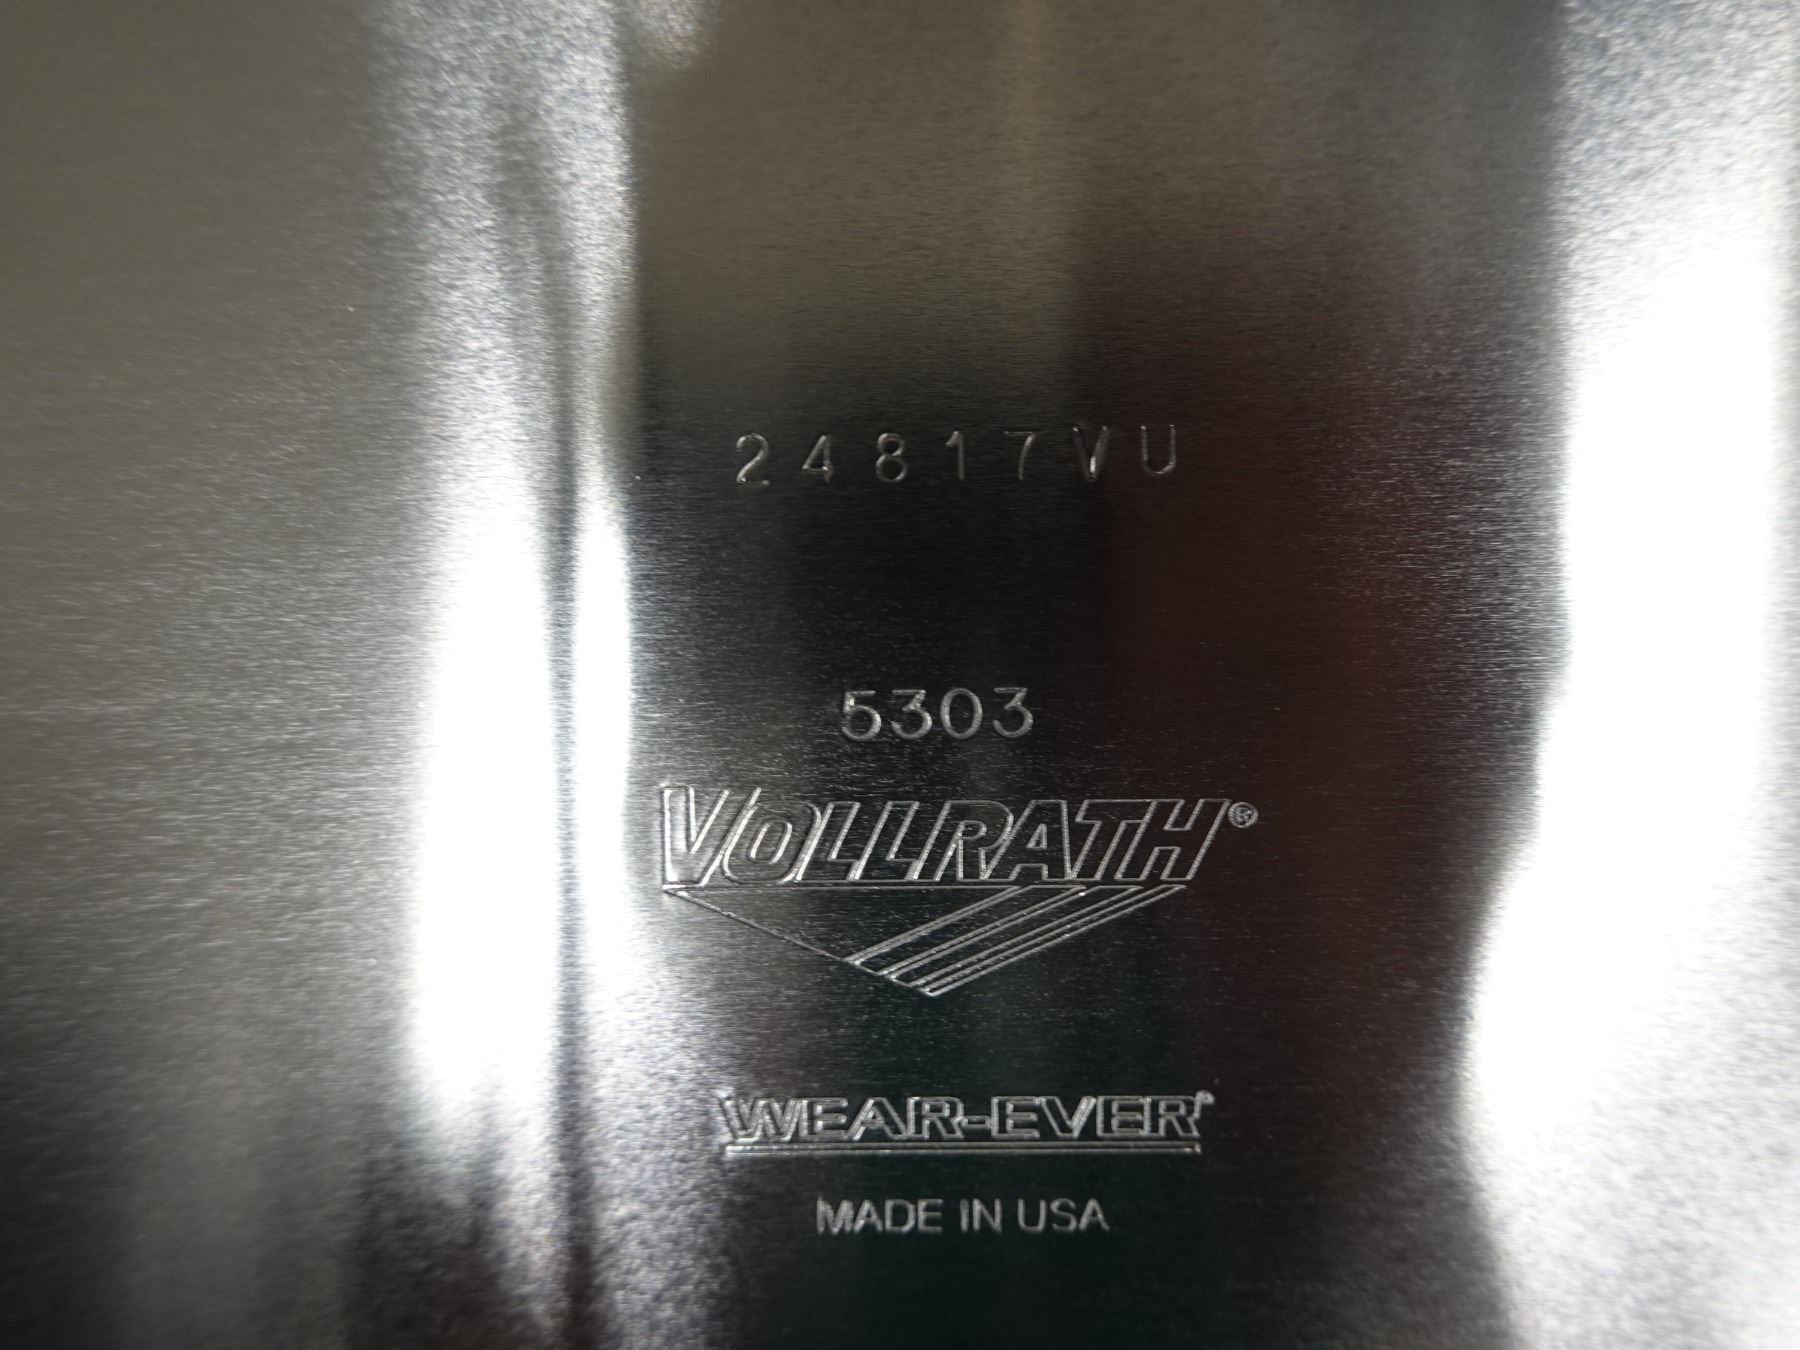 24817VU
5303
VOLLRATH®
WEAR-EVER®
MADE IN USA